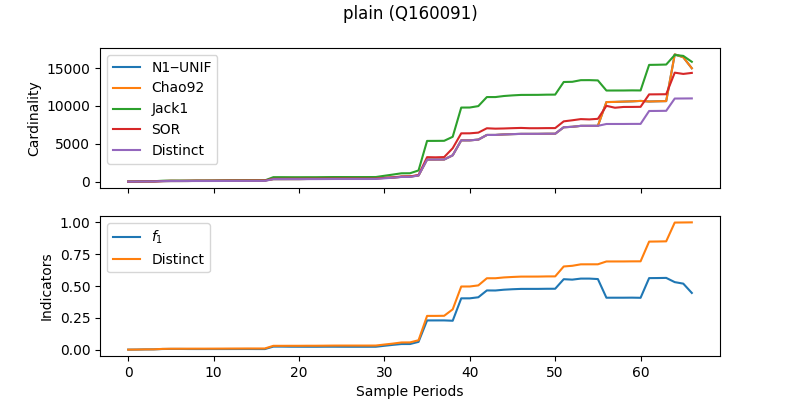 plain (Q160091)
Cardinality
15000
10000
5000
0
N1−UNIF
Chao92
Jack1
SOR
Distinct
Indicators
1.00
0.75
0.50
0.25
0.00
f1
Distinct
0 10 20 30 40 50 60
Sample Periods